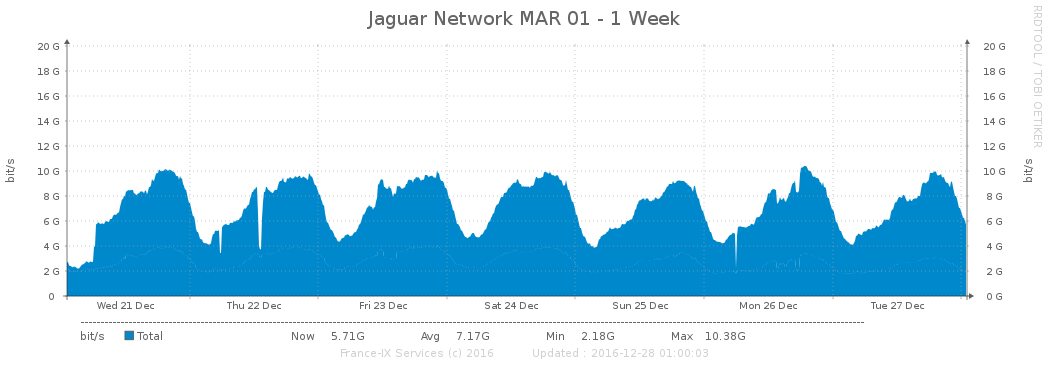 Jaguar Network MAR 01 - 1 Week
RRDTOOL / TOBI OETIKER
bit/s
20 G 20 G
18 G 18 G
16 G 16 G
14 G 14 G
12 G 12 G
10 G 10 G
8 G 8 G
6 G 6 G
4 G 4 G
2 G 2 G
0 0 G
bit/s
Wed 21 Dec Thu 22 Dec Fri 23 Dec Sat 24 Dec Sun 25 Dec Mon 26 Dec Tue 27 Dec
bit/s Total Now 5.71G Avg 7.17G Min 2.18G Max 10.38G
France-IX Services (c) 2016 Updated : 2016-12-28 01:00:03